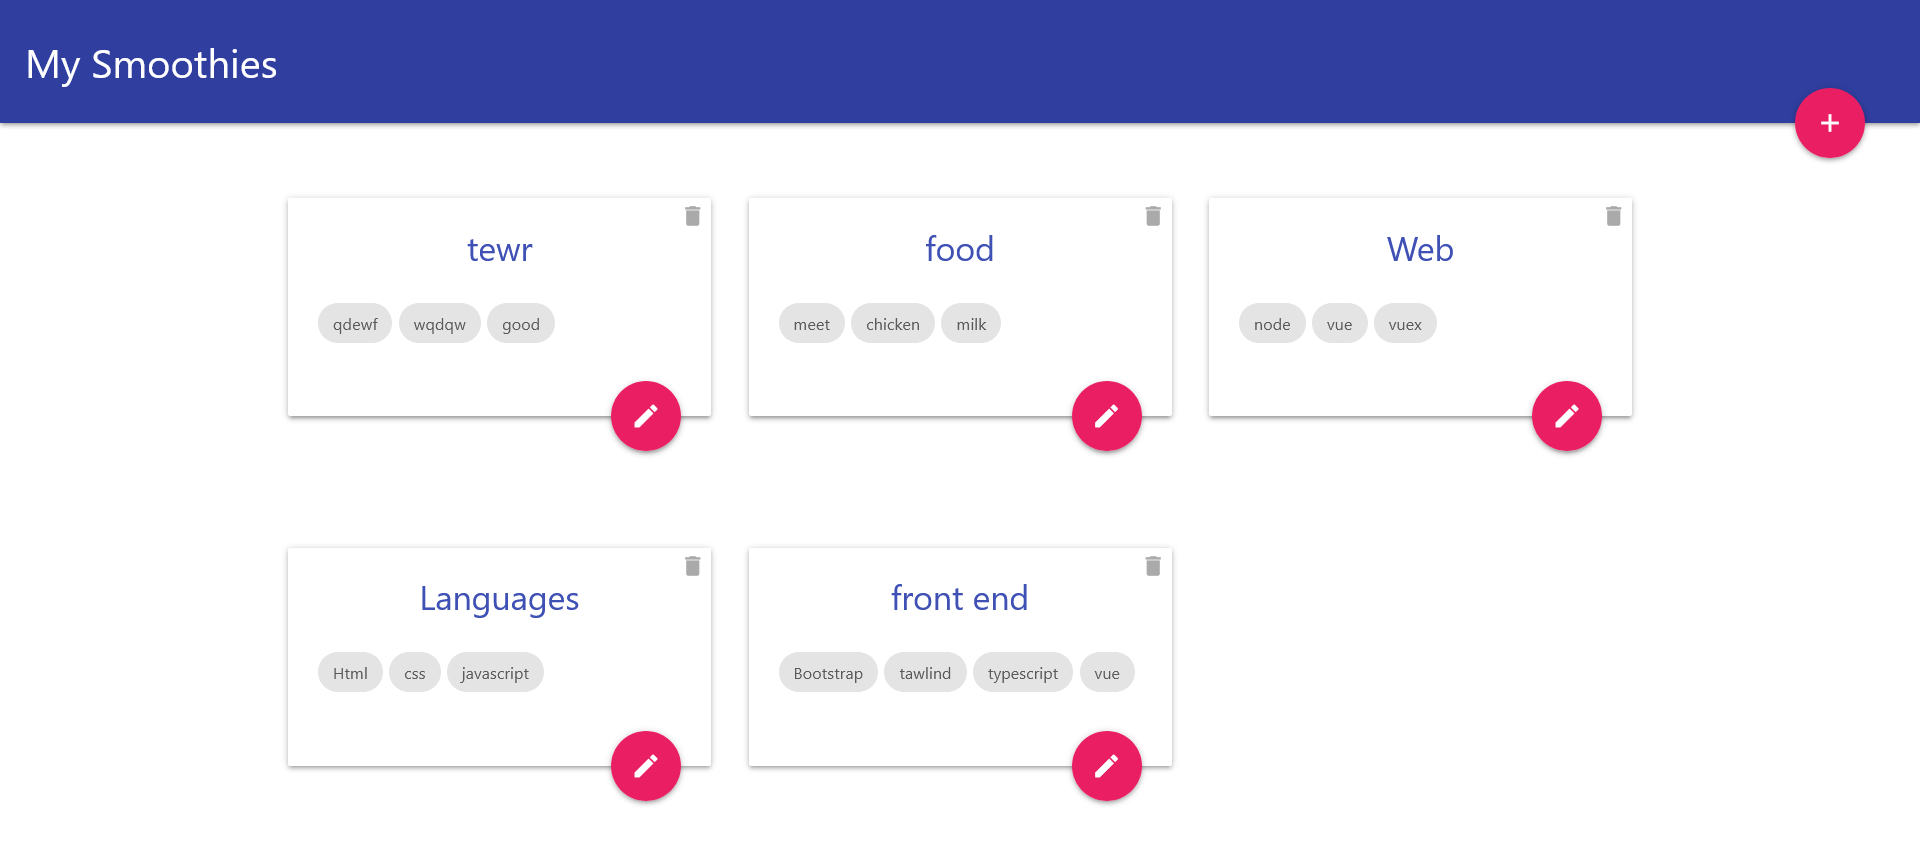 My Smoothies
tewr
qdewf wqdqw good
food
meet chicken milk
Web
node vue vuex
Languages
Html css javascript
front end
Bootstrap tawlind typescript vue